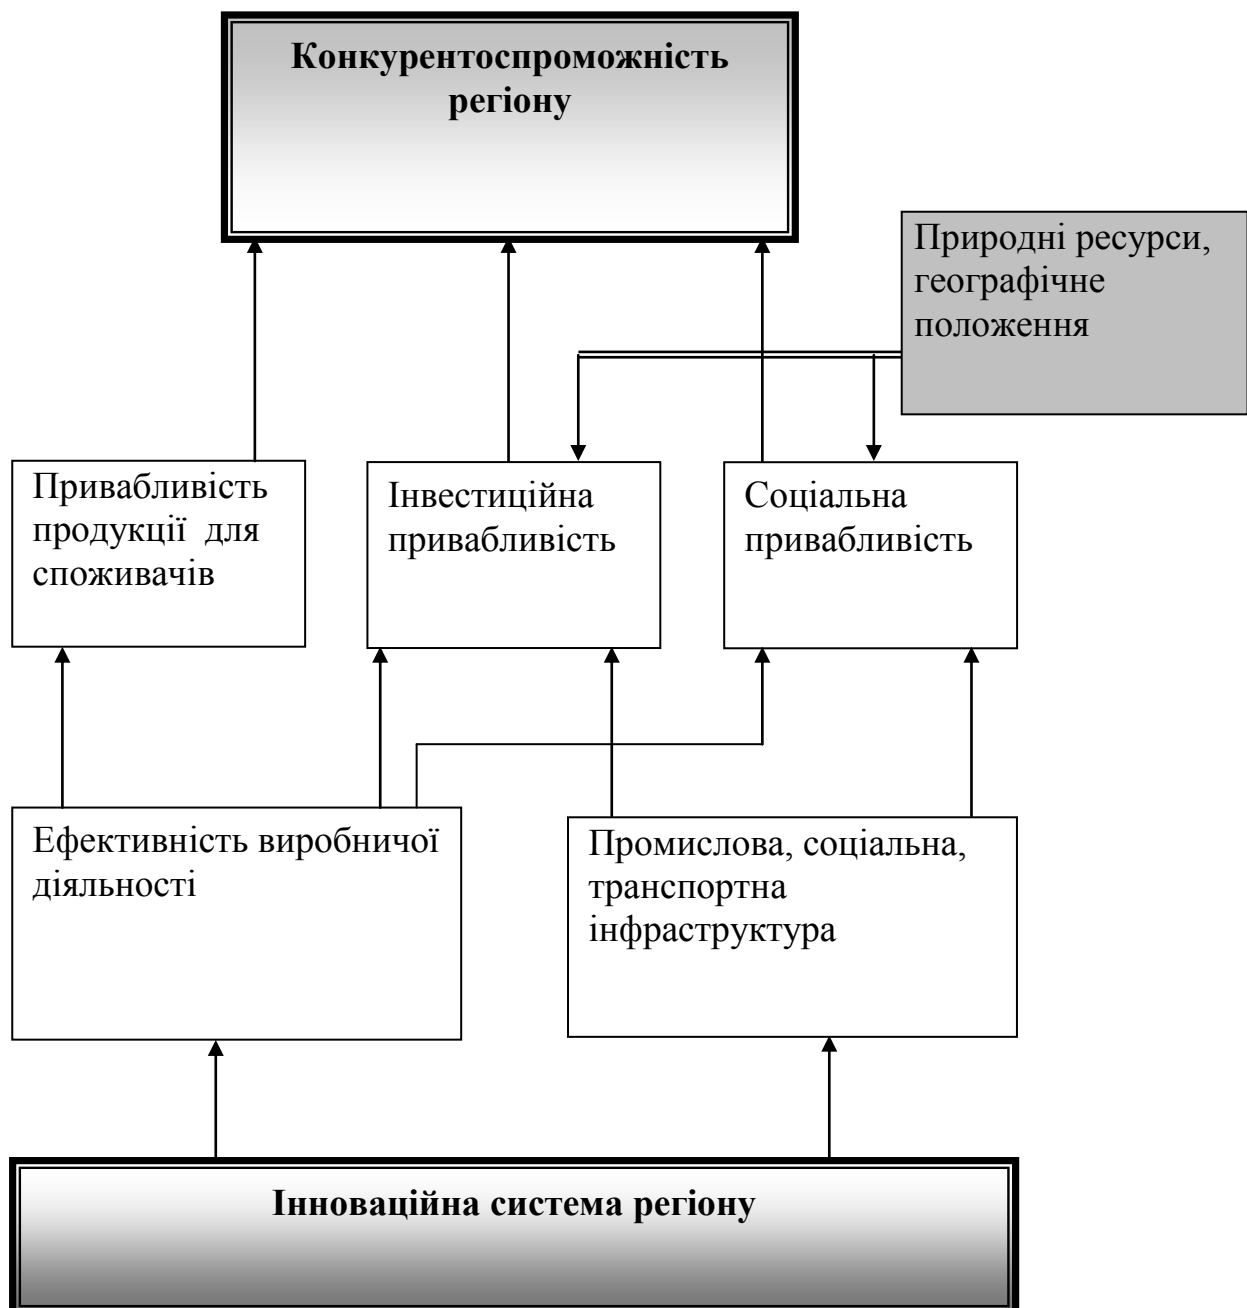 Конкурентоспроможність
регіону
Природні ресурси,
географічне
положення
Привабливість
продукції для
споживачів
Інвестиційна
привабливість
Соціальна
привабливість
Ефективність виробничої
діяльності
Промислова, соціальна,
транспортна
інфраструктура
Інноваційна система регіону